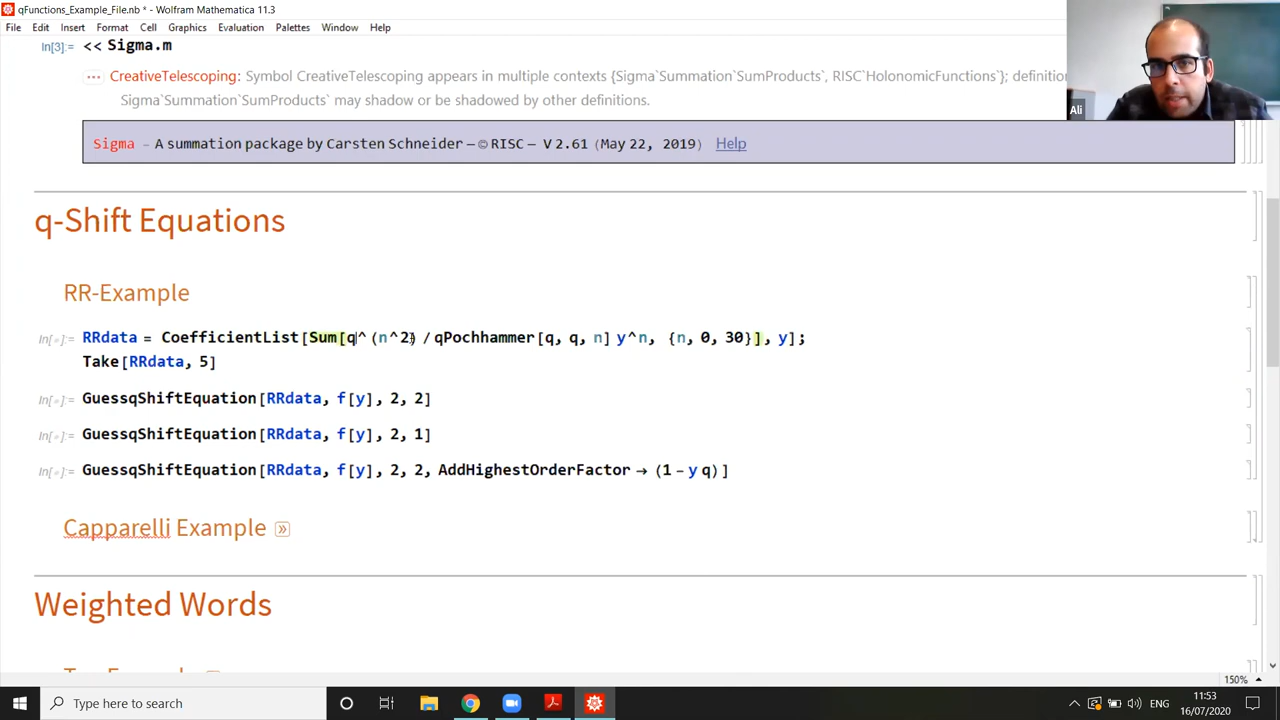 qFunctions_Example_File.nb * - Wolfram Mathematica 11.3
File Edit Insert Format Cell Graphics Evaluation Palettes Window Help
In[3]:= << Sigma.m
CreativeTelescoping: Symbol CreativeTelescoping appears in multiple contexts {Sigma`Summation`SumProducts`, RISC`HolonomicFunctions`}; definitio
Sigma`Summation`SumProducts` may shadow or be shadowed by other definitions.
Ali
Sigma – A summation package by Carsten Schneider – © RISC – V 2.61 (May 22, 2019) Help
q-Shift Equations
RR-Example
In[•]:= RRdata = CoefficientList[Sum[q^(n^2) / qPochhammer[q, q, n] y^n, {n, 0, 30}], y];
Take[RRdata, 5]
In[•]:= GuessqShiftEquation[RRdata, f[y], 2, 2]
In[•]:= GuessqShiftEquation[RRdata, f[y], 2, 1]
In[•]:= GuessqShiftEquation[RRdata, f[y], 2, 2, AddHighestOrderFactor → (1 - y q)]
Capparelli Example »
Weighted Words
150%
Type here to search
ENG
11:53
16/07/2020